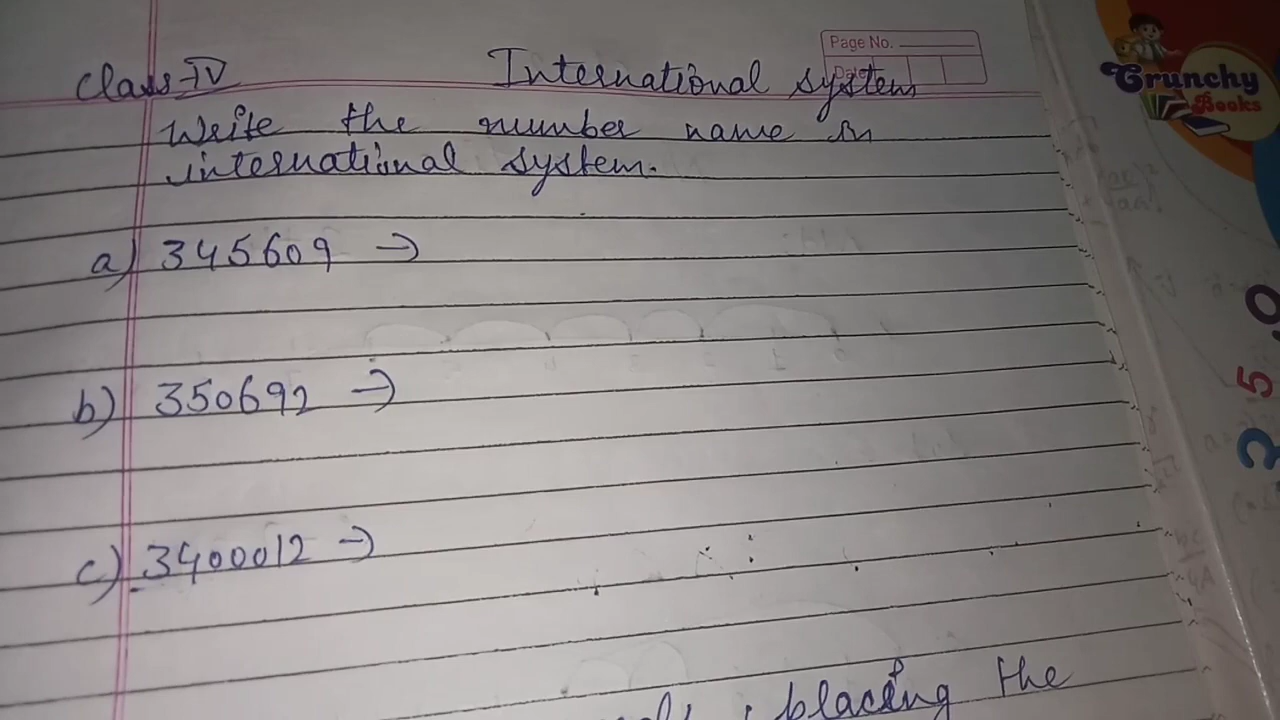 Page No.
Date
Crunchy
Books
Class-IV International system
Write the number name in
international system.
a) 345609 →
b) 350692 →
c) 3400012 →
placing the